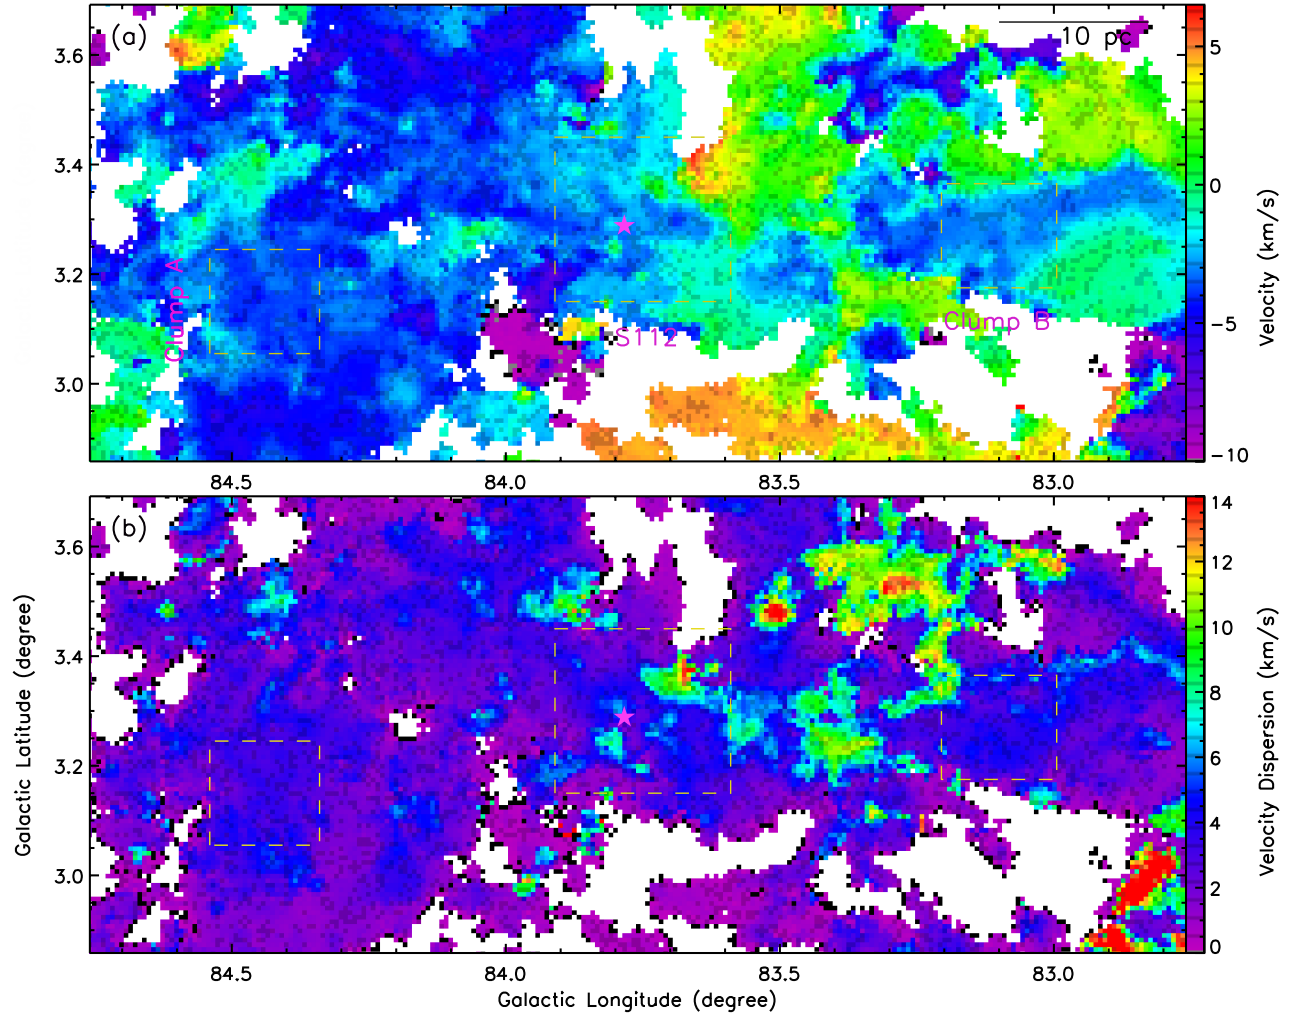 (a)
10 pc
3.6
3.4
3.2
3.0
Clump A
S112
Clump B
84.5
84.0
83.5
83.0
5
0
−5
−10
Velocity (km/s)
(b)
3.6
3.4
3.2
3.0
Galactic Latitude (degree)
84.5
84.0
83.5
83.0
Galactic Longitude (degree)
14
12
10
8
6
4
2
0
Velocity Dispersion (km/s)